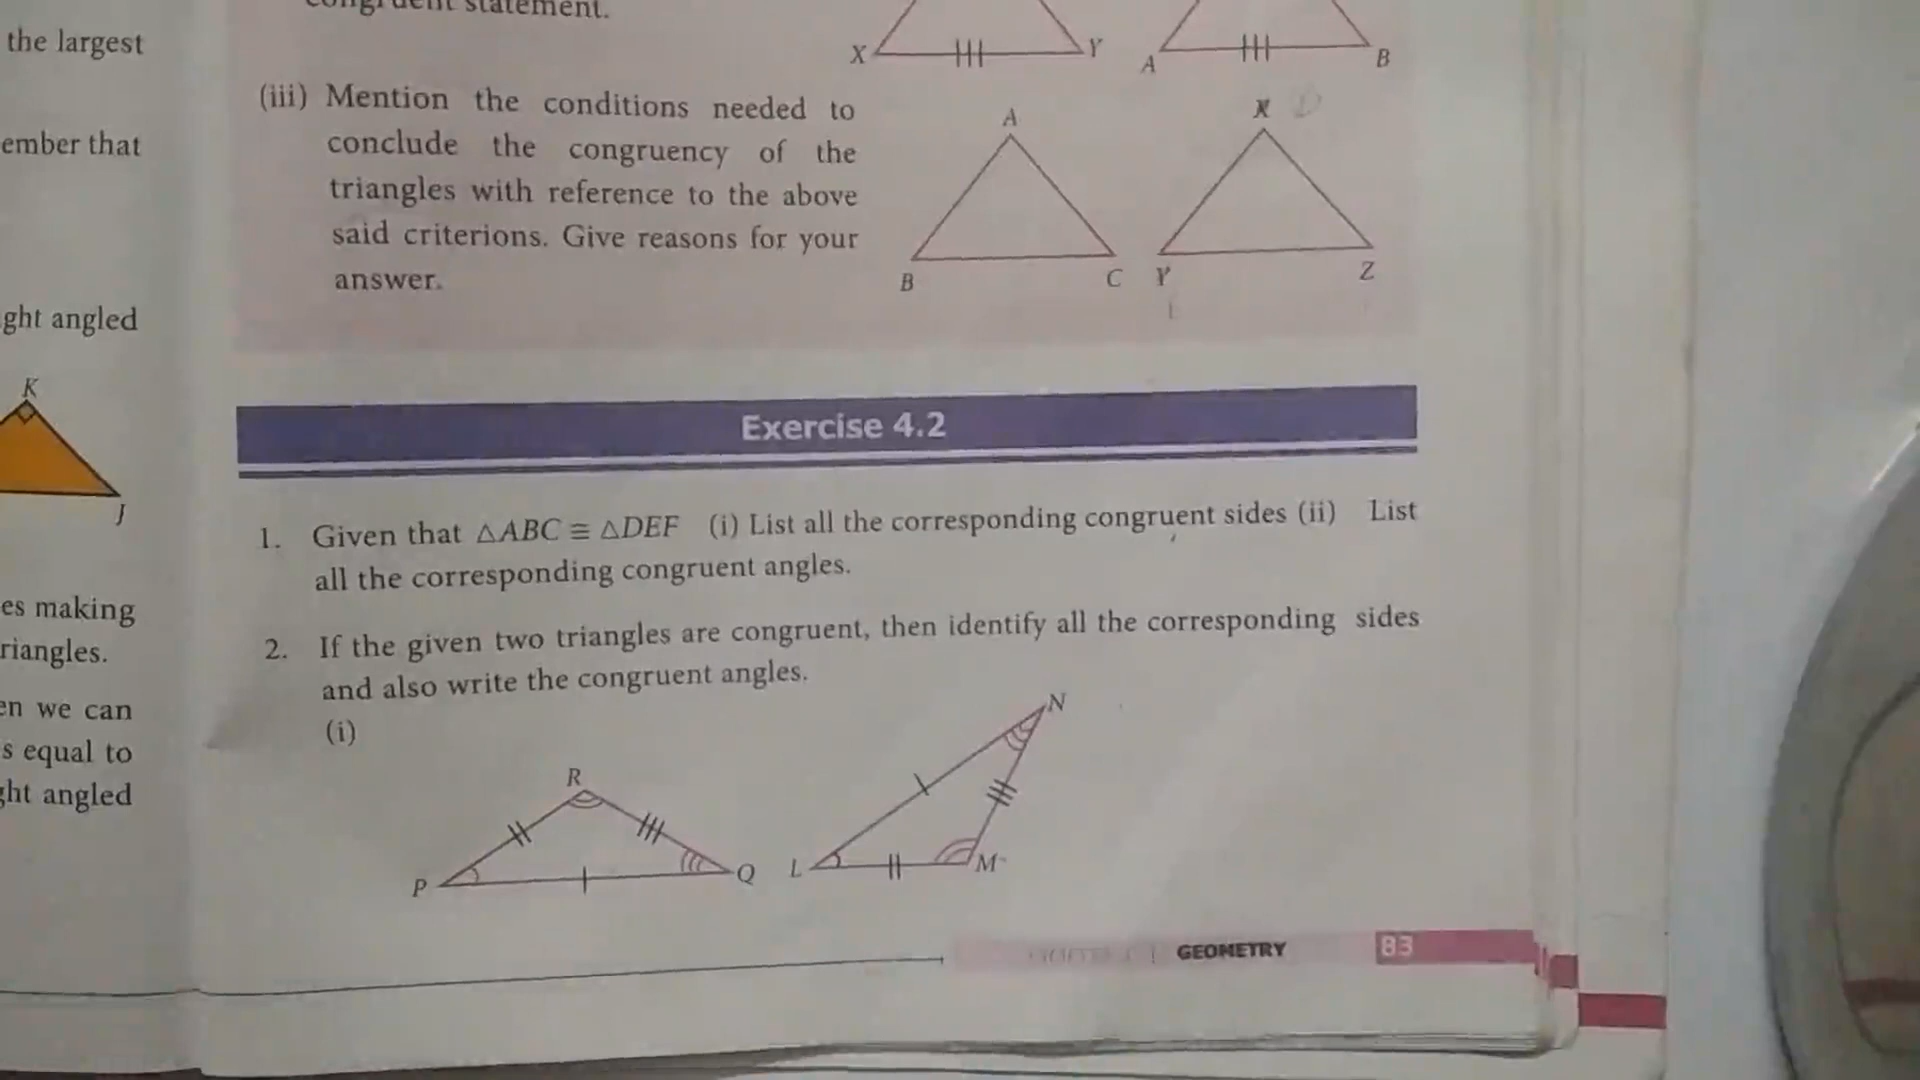 the largest
ember that
ght angled
K
J
es making
riangles.
en we can
s equal to
ght angled
congruent statement.
X Y A B
(iii) Mention the conditions needed to
conclude the congruency of the
triangles with reference to the above
said criterions. Give reasons for your
answer.
A
B C
X D
Y Z
Exercise 4.2
1. Given that △ABC ≡ △DEF (i) List all the corresponding congruent sides (ii) List
all the corresponding congruent angles.
2. If the given two triangles are congruent, then identify all the corresponding sides
and also write the congruent angles.
(i)
R
P Q
N
L M
GEOMETRY 83